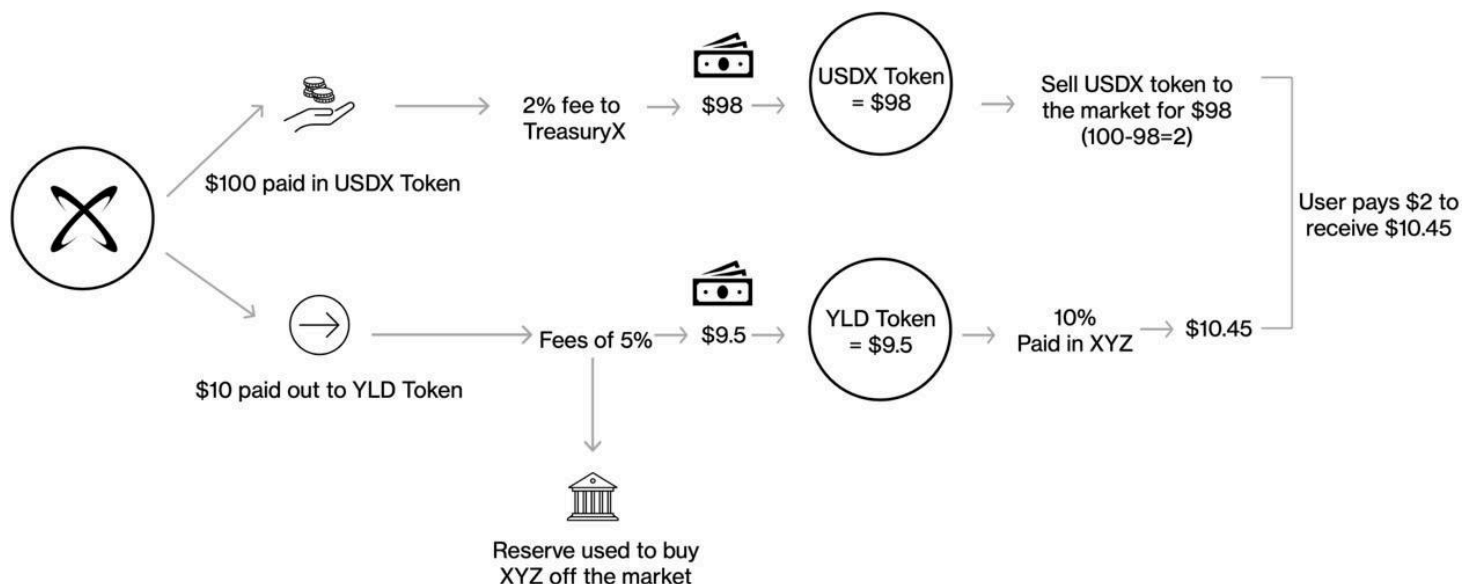 $100 paid in USDX Token
2% fee to
TreasuryX
$98
USDX Token
= $98
Sell USDX token to
the market for $98
(100-98=2)
User pays $2 to
receive $10.45
$10 paid out to YLD Token
Fees of 5%
$9.5
YLD Token
= $9.5
10%
Paid in XYZ
$10.45
Reserve used to buy
XYZ off the market